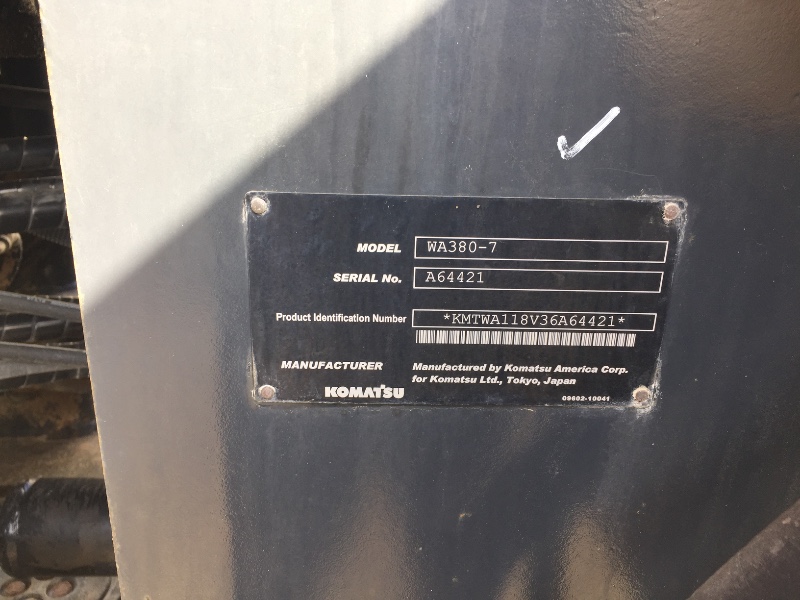 MODEL WA380-7
SERIAL No. A64421
Product Identification Number *KMTWA118V36A64421*
MANUFACTURER Manufactured by Komatsu America Corp.
for Komatsu Ltd., Tokyo, Japan
KOMATSU
09602-10041